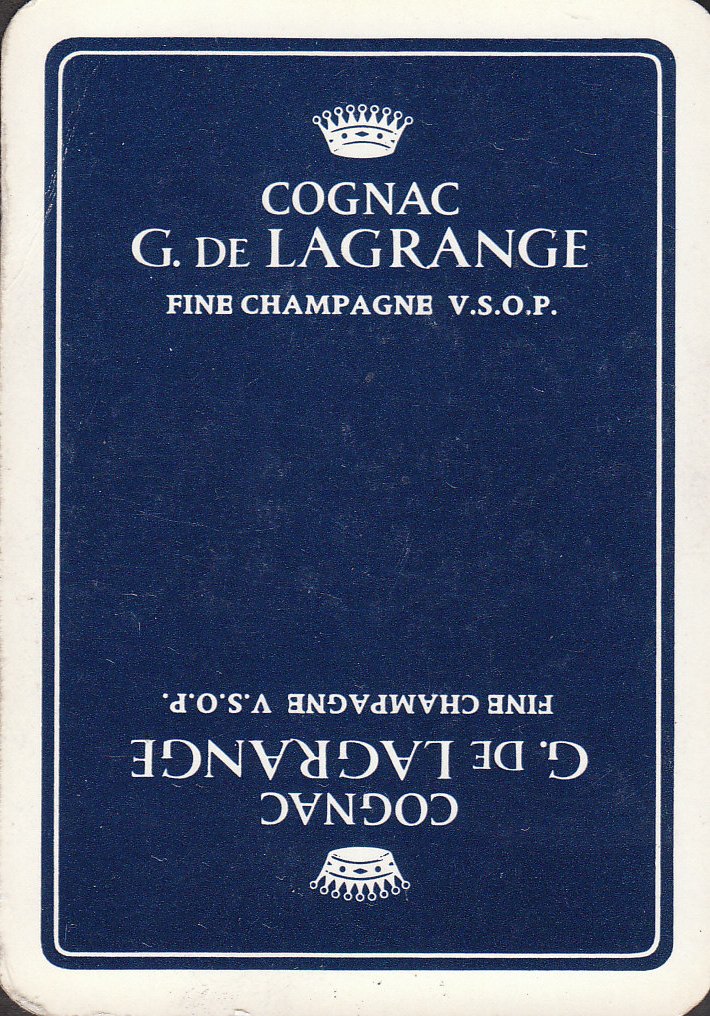 COGNAC
G. DE LAGRANGE
FINE CHAMPAGNE V.S.O.P.
FINE CHAMPAGNE V.S.O.P.
G. DE LAGRANGE
COGNAC